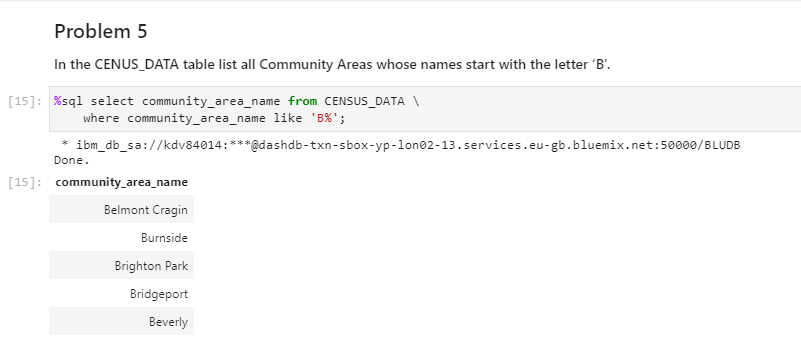 Problem 5
In the CENUS_DATA table list all Community Areas whose names start with the letter ‘B’.
[15]: %sql select community_area_name from CENSUS_DATA \
where community_area_name like 'B%';
* ibm_db_sa://kdv84014:***@dashdb-txn-sbox-yp-lon02-13.services.eu-gb.bluemix.net:50000/BLUDB
Done.
[15]: community_area_name
Belmont Cragin
Burnside
Brighton Park
Bridgeport
Beverly